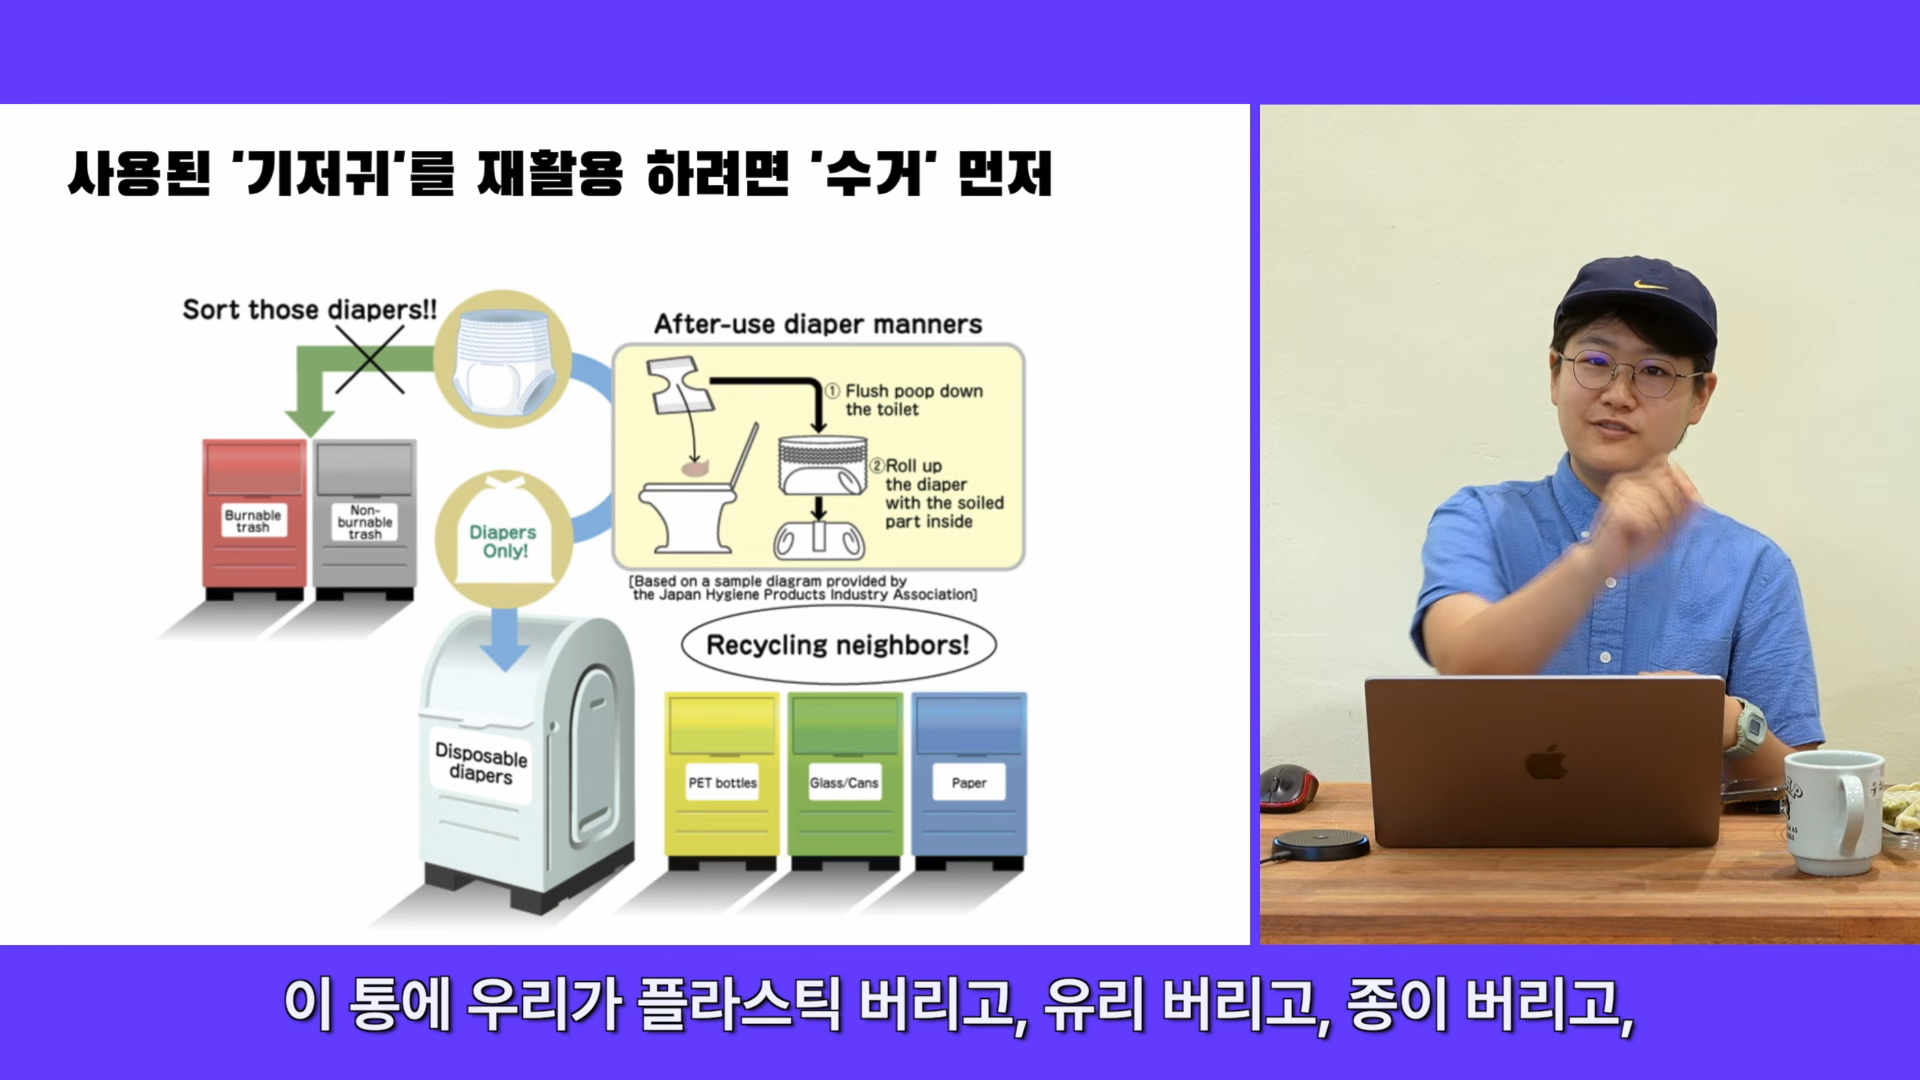 사용된 '기저귀'를 재활용 하려면 '수거' 먼저
Sort those diapers!!
After-use diaper manners
① Flush poop down
the toilet
②Roll up
the diaper
with the soiled
part inside
Burnable
trash
Non-
burnable
trash
Diapers
Only!
[Based on a sample diagram provided by
the Japan Hygiene Products Industry Association]
Recycling neighbors!
Disposable
diapers
PET bottles
Glass/Cans
Paper
이 통에 우리가 플라스틱 버리고, 유리 버리고, 종이 버리고,